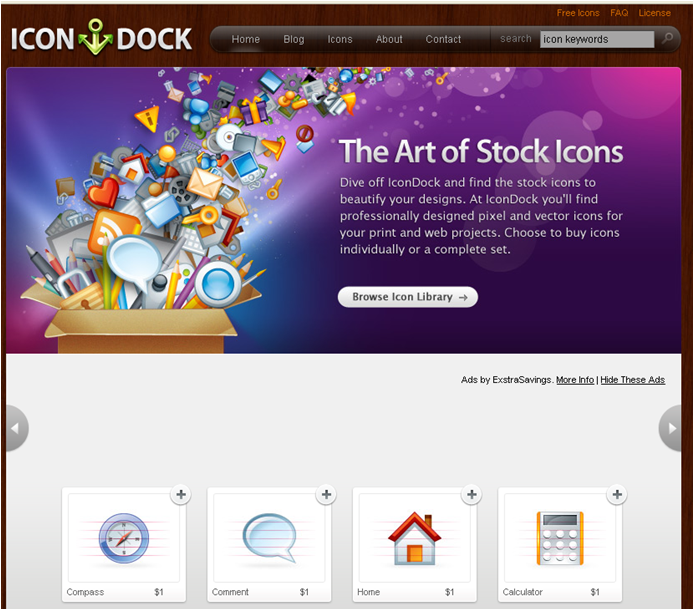 Free Icons FAQ License
ICON DOCK
Home Blog Icons About Contact search icon keywords
The Art of Stock Icons
Dive off IconDock and find the stock icons to
beautify your designs. At IconDock you'll find
professionally designed pixel and vector icons for
your print and web projects. Choose to buy icons
individually or a complete set.
Browse Icon Library →
Ads by ExstraSavings. More Info | Hide These Ads
Compass $1 Comment $1 Home $1 Calculator $1